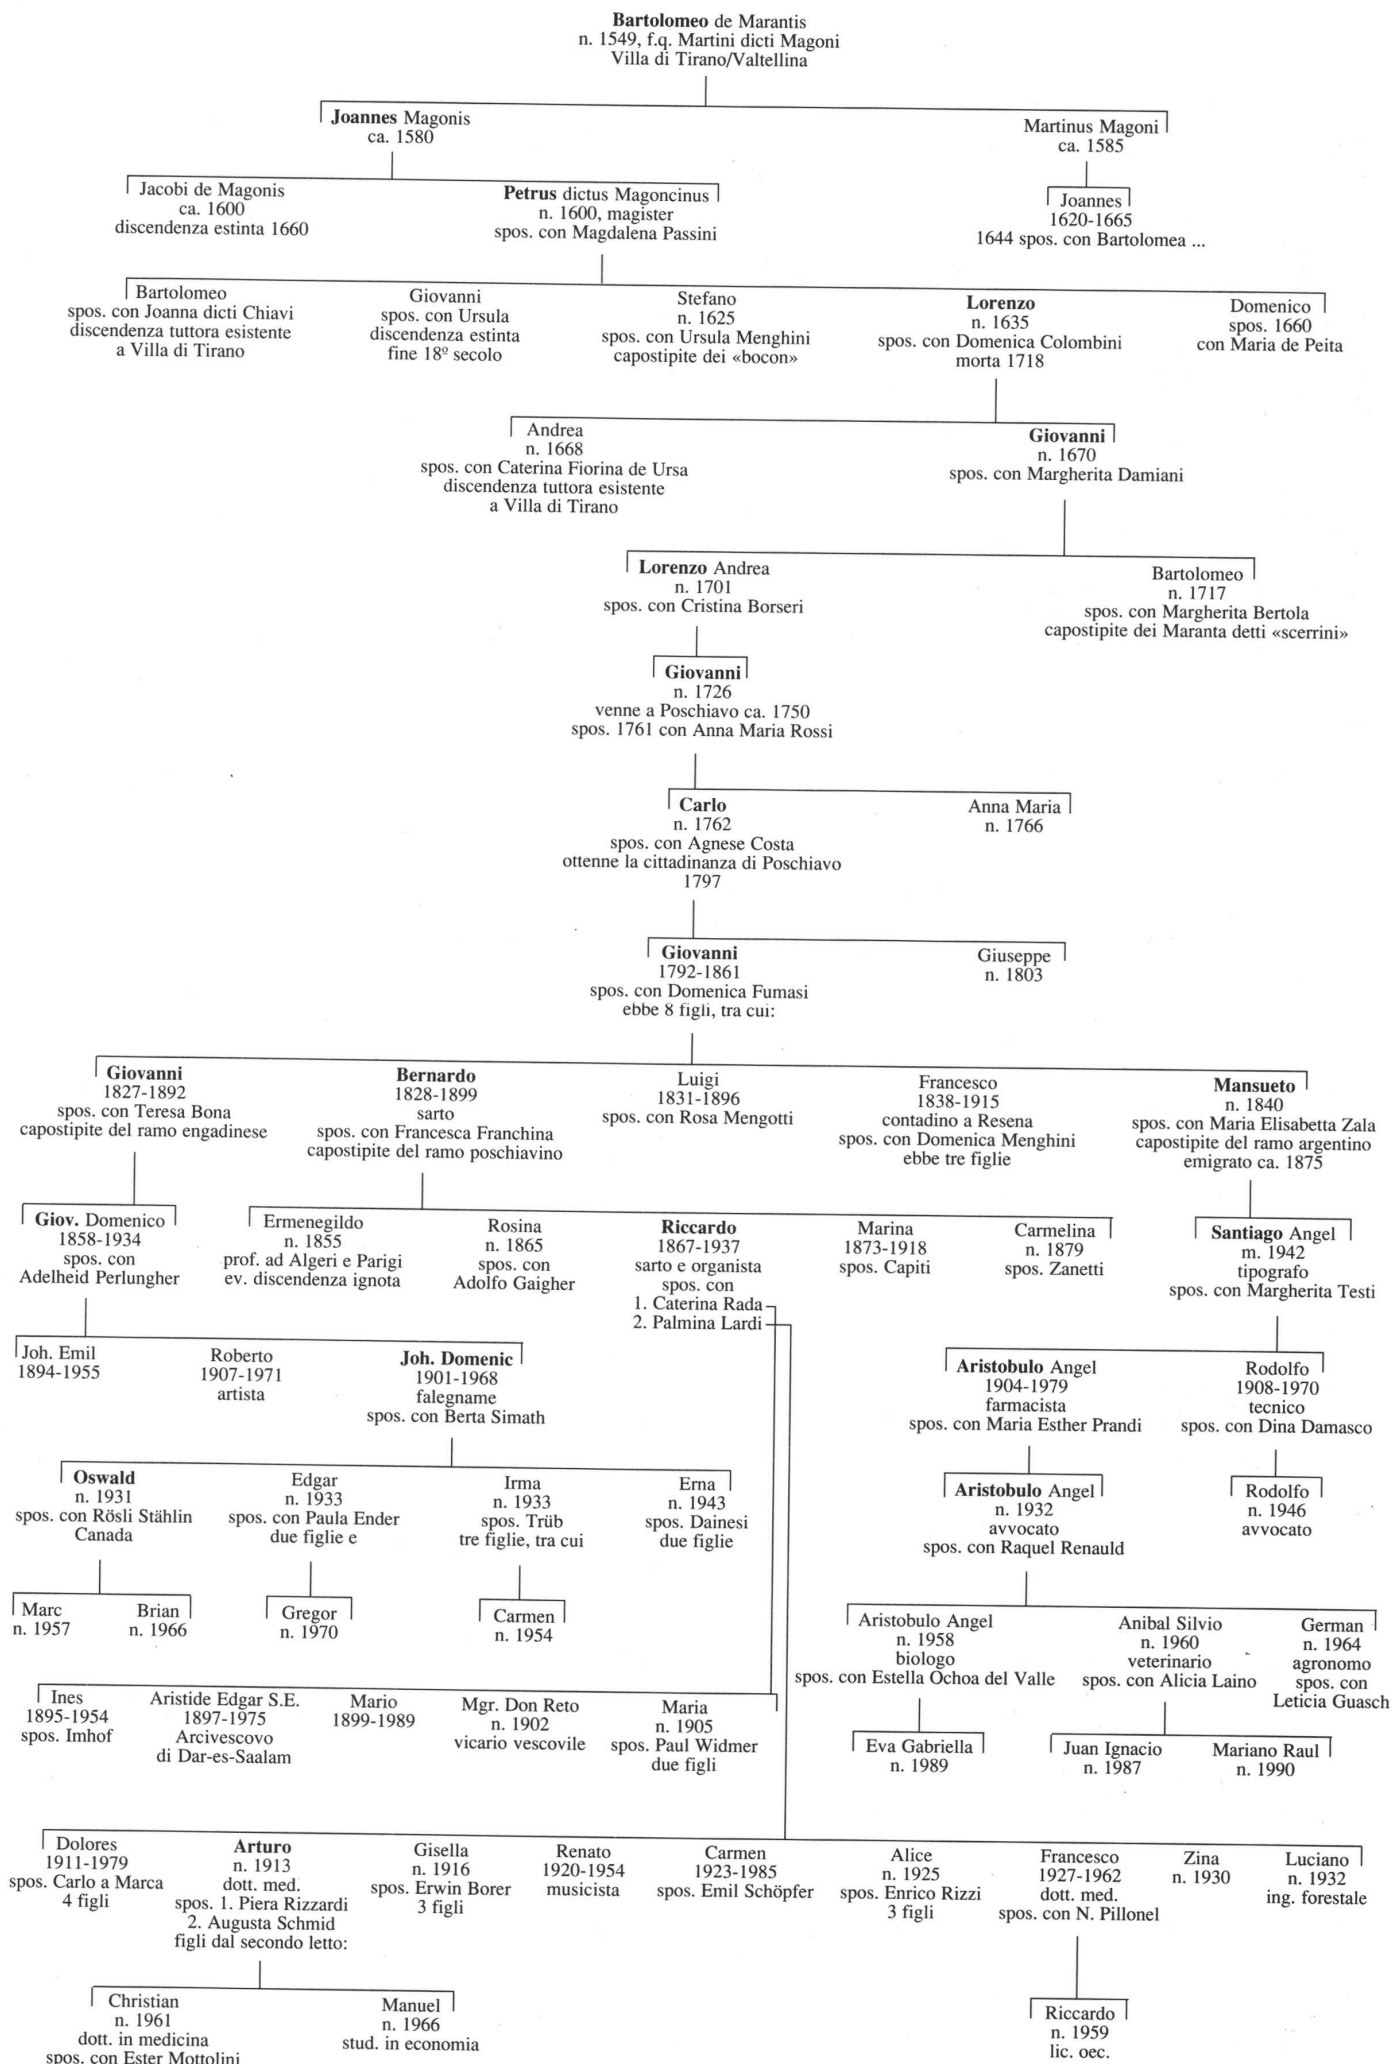 Bartolomeo de Marantis
n. 1549, f.q. Martini dicti Magoni
Villa di Tirano/Valtellina
Joannes Magonis
ca. 1580
Martinus Magoni
ca. 1585
Jacobi de Magonis
ca. 1600
discendenza estinta 1660
Petrus dictus Magoncinus
n. 1600, magister
spos. con Magdalena Passini
Joannes
1620-1665
1644 spos. con Bartolomea ...
Bartolomeo
spos. con Joanna dicti Chiavi
discendenza tuttora esistente
a Villa di Tirano
Giovanni
spos. con Ursula
discendenza estinta
fine 18º secolo
Stefano
n. 1625
spos. con Ursula Menghini
capostipite dei «bocon»
Lorenzo
n. 1635
spos. con Domenica Colombini
morta 1718
Domenico
spos. 1660
con Maria de Peita
Andrea
n. 1668
spos. con Caterina Fiorina de Ursa
discendenza tuttora esistente
a Villa di Tirano
Giovanni
n. 1670
spos. con Margherita Damiani
Lorenzo Andrea
n. 1701
spos. con Cristina Borseri
Bartolomeo
n. 1717
spos. con Margherita Bertola
capostipite dei Maranta detti «scerrini»
Giovanni
n. 1726
venne a Poschiavo ca. 1750
spos. 1761 con Anna Maria Rossi
Carlo
n. 1762
spos. con Agnese Costa
ottenne la cittadinanza di Poschiavo
1797
Anna Maria
n. 1766
Giovanni
1792-1861
spos. con Domenica Fumasi
ebbe 8 figli, tra cui:
Giuseppe
n. 1803
Giovanni
1827-1892
spos. con Teresa Bona
capostipite del ramo engadinese
Bernardo
1828-1899
sarto
spos. con Francesca Franchina
capostipite del ramo poschiavino
Luigi
1831-1896
spos. con Rosa Mengotti
Francesco
1838-1915
contadino a Resena
spos. con Domenica Menghini
ebbe tre figlie
Mansueto
n. 1840
spos. con Maria Elisabetta Zala
capostipite del ramo argentino
emigrato ca. 1875
Giov. Domenico
1858-1934
spos. con
Adelheid Perlungher
Ermenegildo
n. 1855
prof. ad Algeri e Parigi
ev. discendenza ignota
Rosina
n. 1865
spos. con
Adolfo Gaigher
Riccardo
1867-1937
sarto e organista
spos. con
1. Caterina Rada
2. Palmina Lardi
Marina
1873-1918
spos. Capiti
Carmelina
n. 1879
spos. Zanetti
Santiago Angel
m. 1942
tipografo
spos. con Margherita Testi
Joh. Emil
1894-1955
Roberto
1907-1971
artista
Joh. Domenic
1901-1968
falegname
spos. con Berta Simath
Aristobulo Angel
1904-1979
farmacista
spos. con Maria Esther Prandi
Rodolfo
1908-1970
tecnico
spos. con Dina Damasco
Oswald
n. 1931
spos. con Rösli Stählin
Canada
Edgar
n. 1933
spos. con Paula Ender
due figlie e
Irma
n. 1933
spos. Trüb
tre figlie, tra cui
Erna
n. 1943
spos. Dainesi
due figlie
Aristobulo Angel
n. 1932
avvocato
spos. con Raquel Renauld
Rodolfo
n. 1946
avvocato
Marc
n. 1957
Brian
n. 1966
Gregor
n. 1970
Carmen
n. 1954
Aristobulo Angel
n. 1958
biologo
spos. con Estella Ochoa del Valle
Anibal Silvio
n. 1960
veterinario
spos. con Alicia Laino
German
n. 1964
agronomo
spos. con
Leticia Guasch
Ines
1895-1954
spos. Imhof
Aristide Edgar S.E.
1897-1975
Arcivescovo
di Dar-es-Saalam
Mario
1899-1989
Mgr. Don Reto
n. 1902
vicario vescovile
Maria
n. 1905
spos. Paul Widmer
due figli
Eva Gabriella
n. 1989
Juan Ignacio
n. 1987
Mariano Raul
n. 1990
Dolores
1911-1979
spos. Carlo a Marca
4 figli
Arturo
n. 1913
dott. med.
spos. 1. Piera Rizzardi
2. Augusta Schmid
figli dal secondo letto:
Gisella
n. 1916
spos. Erwin Borer
3 figli
Renato
1920-1954
musicista
Carmen
1923-1985
spos. Emil Schöpfer
Alice
n. 1925
spos. Enrico Rizzi
3 figli
Francesco
1927-1962
dott. med.
spos. con N. Pillonel
Zina
n. 1930
Luciano
n. 1932
ing. forestale
Christian
n. 1961
dott. in medicina
spos. con Ester Mottolini
Manuel
n. 1966
stud. in economia
Riccardo
n. 1959
lic. oec.